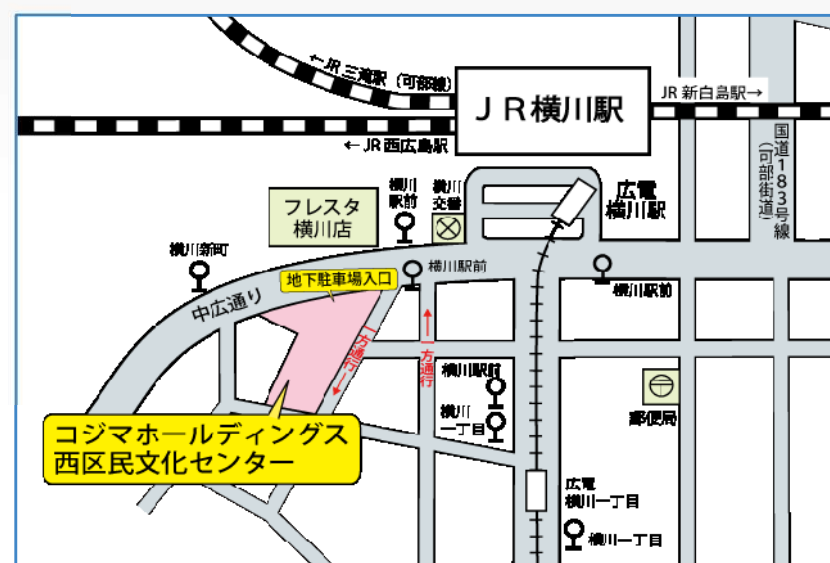 ←JR三滝駅（可部線）
JR横川駅
JR新白島駅→
←JR西広島駅
国道183号線
（可部街道）
フレスタ
横川店
横川
駅前
横川
交番
広電
横川駅
横川新町
地下駐車場入口
横川駅前
横川駅前
中広通り
一方通行→
←一方通行
横川駅前
横川
一丁目
郵便局
コジマホールディングス
西区民文化センター
広電
横川一丁目
横川一丁目